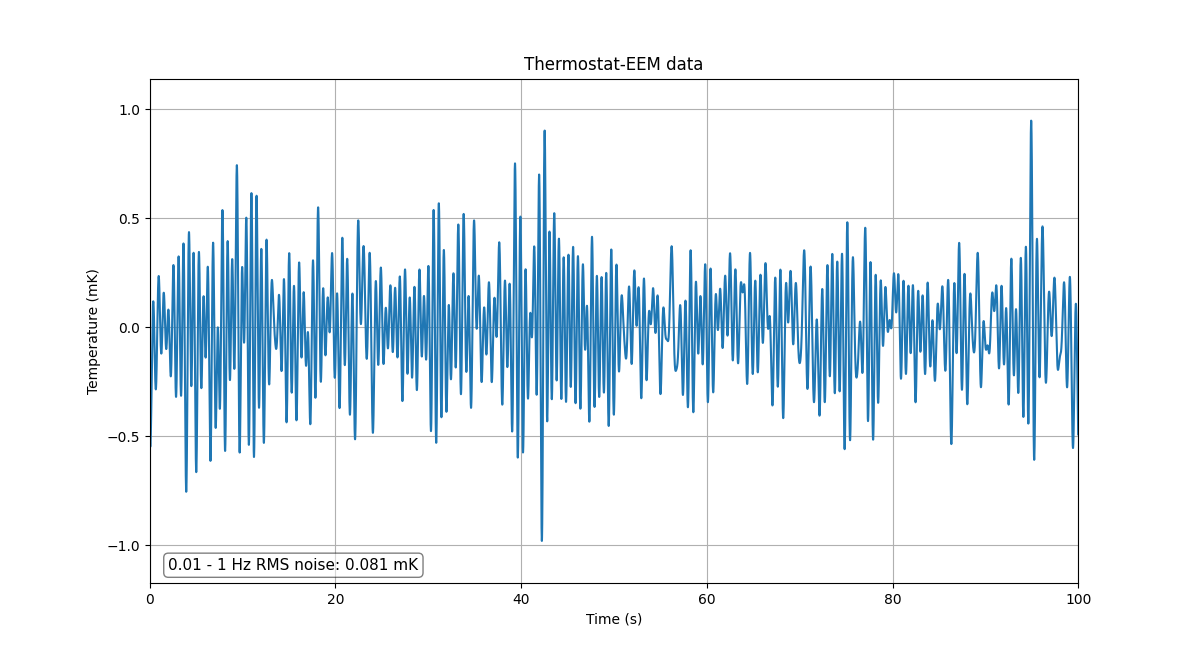 Thermostat-EEM data
Temperature (mK)
1.0
0.5
0.0
−0.5
−1.0
0.01 - 1 Hz RMS noise: 0.081 mK
0 20 40 60 80 100
Time (s)